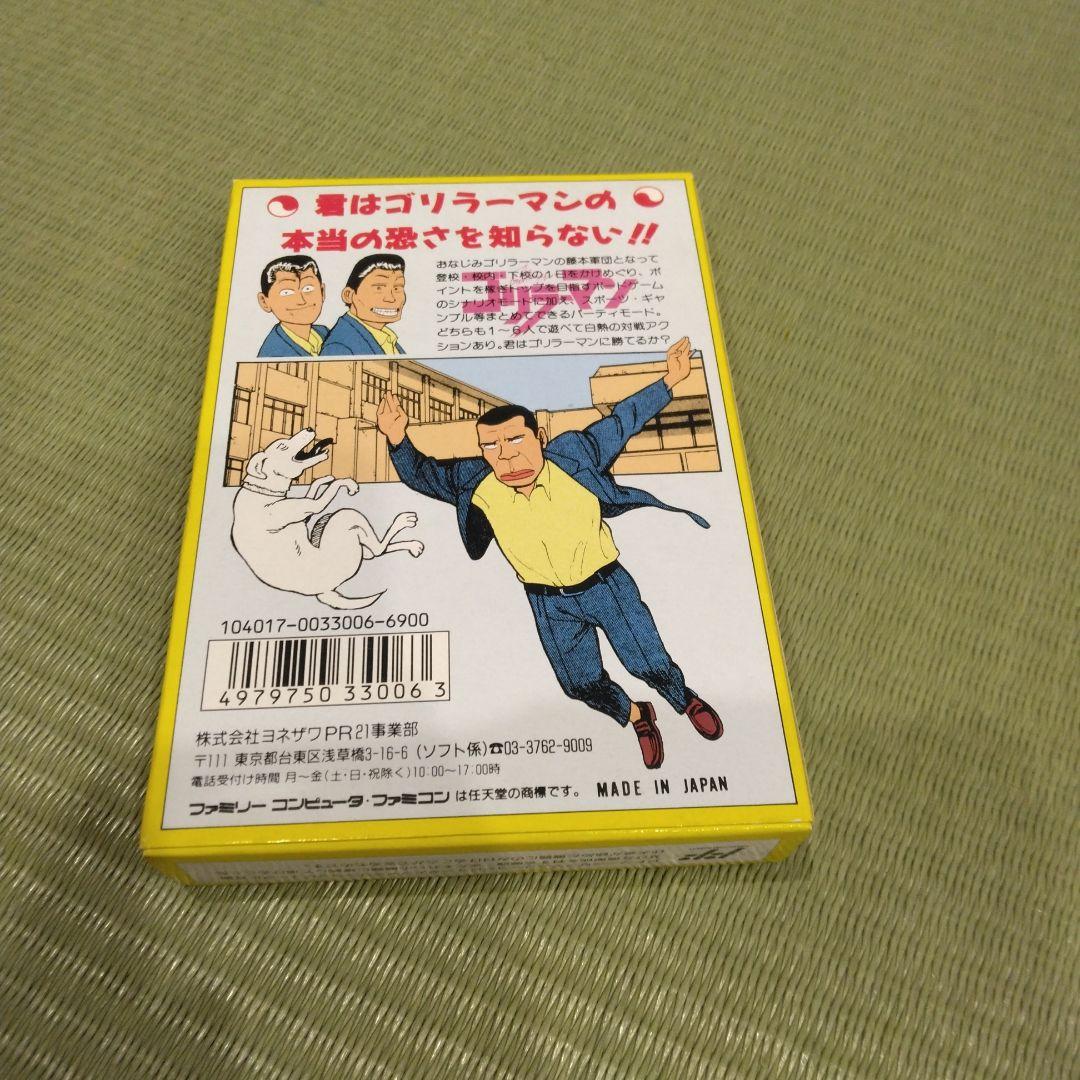 君はゴリラーマンの
本当の恐さを知らない!!
おなじみゴリラーマンの藤本軍団となって
登校・校内・下校の1日をかけめぐり、ポ
イントを稼ぎトップを目指すボードゲーム
のシナリオモードに加え、スポーツ・ギャ
ンブル等まとめてできるパーティモード。
どちらも1〜6人で遊べて白熱の対戦アク
ションあり。君はゴリラーマンに勝てるか?
ゴリラーマン
104017-0033006-6900
4979750330063
株式会社ヨネザワPR21事業部
〒111 東京都台東区浅草橋3-16-6 (ソフト係)☎03-3762-9009
電話受付け時間 月〜金(土・日・祝除く)10:00〜17:00時
ファミリーコンピュータ・ファミコンは任天堂の商標です。 MADE IN JAPAN